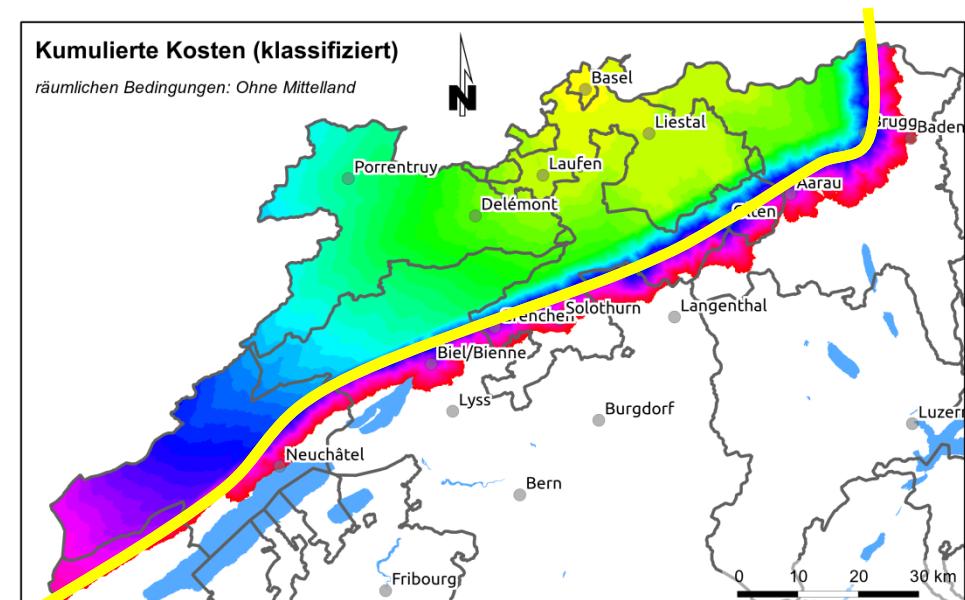 Kumulierte Kosten (klassifiziert)
räumlichen Bedingungen: Ohne Mittelland
N
Basel
Liestal
Brugg
Baden
Porrentruy
Laufen
Aarau
Delémont
Olten
Solothurn
Langenthal
Grenchen
Biel/Bienne
Lyss
Burgdorf
Luzern
Neuchâtel
Bern
Fribourg
0 10 20 30 km